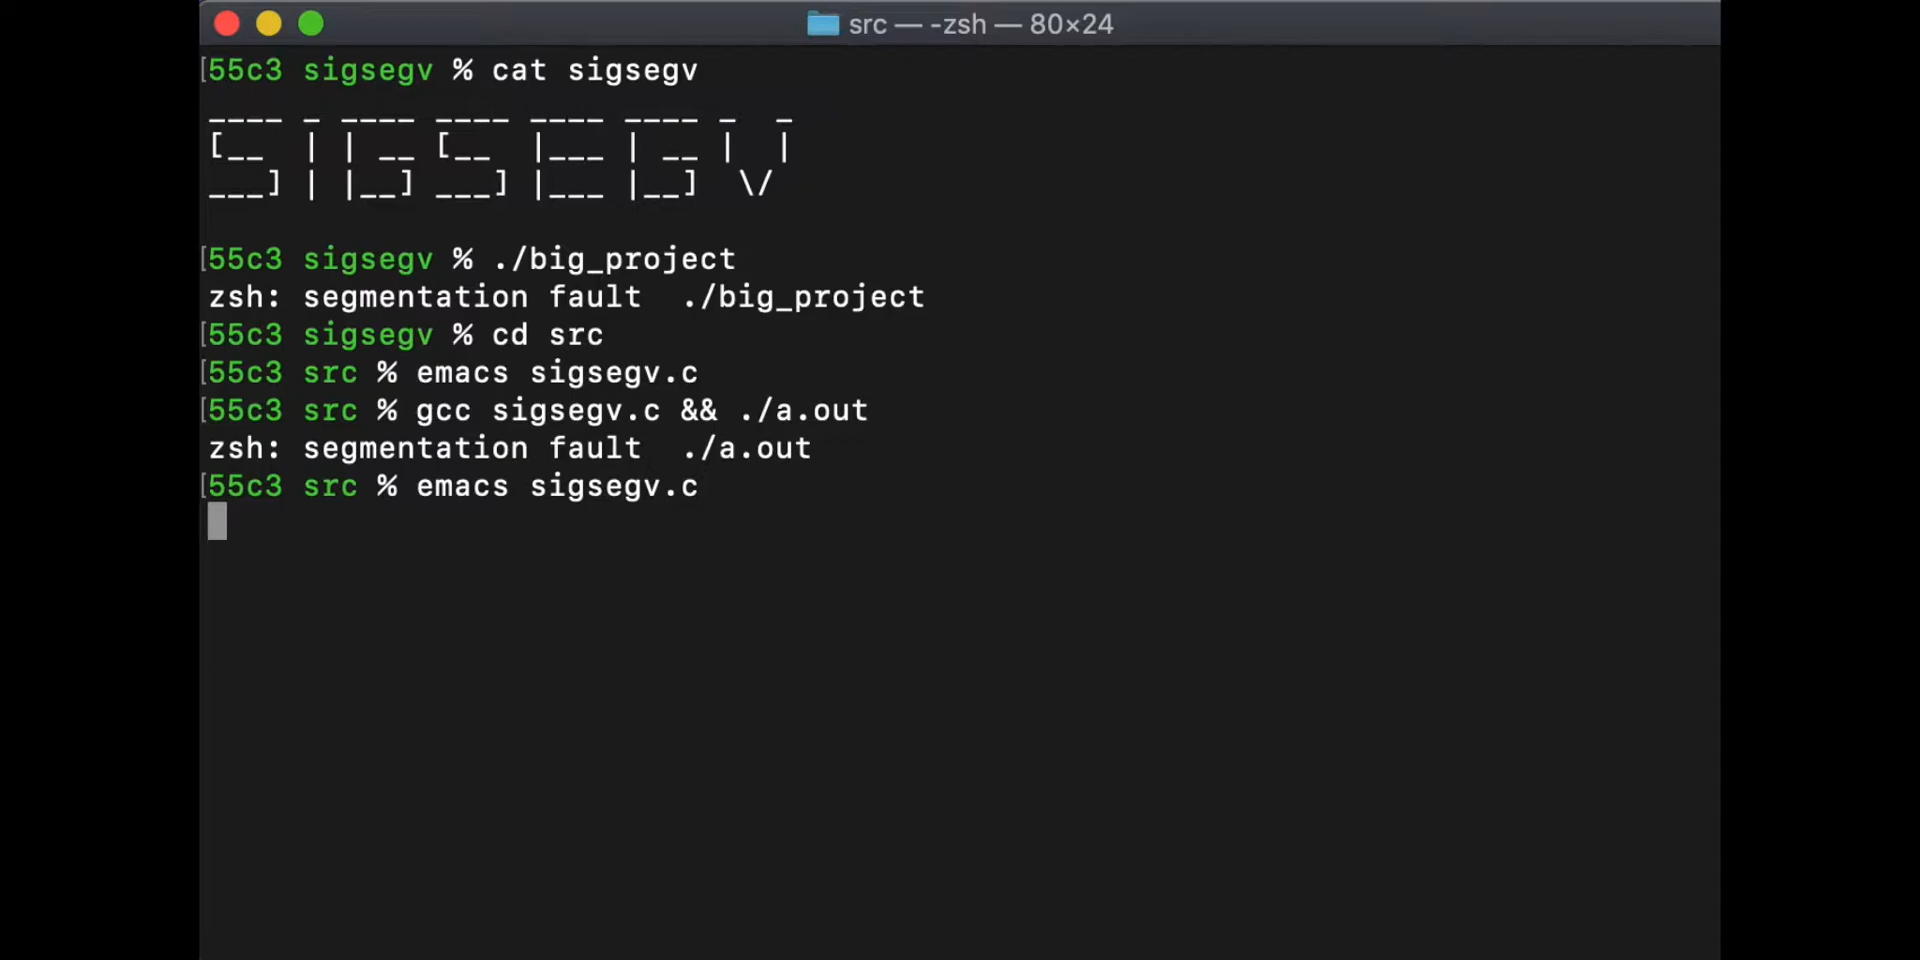 src — -zsh — 80×24
[55c3 sigsegv % cat sigsegv
____ _ ____ ____ ____ ____ _  _
[__  | | __ [__  |___ | __ |  |
___] | |__] ___] |___ |__]  \/
[55c3 sigsegv % ./big_project
zsh: segmentation fault  ./big_project
[55c3 sigsegv % cd src
[55c3 src % emacs sigsegv.c
[55c3 src % gcc sigsegv.c && ./a.out
zsh: segmentation fault  ./a.out
[55c3 src % emacs sigsegv.c